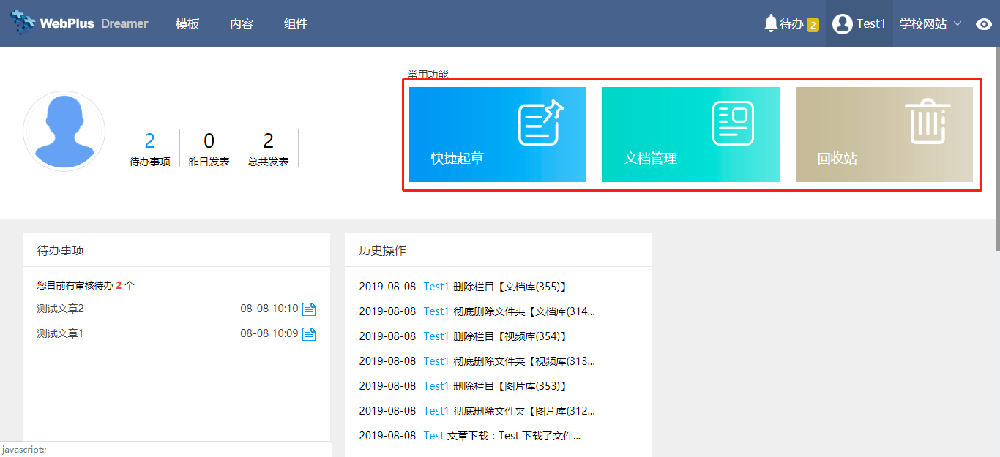 WebPlus Dreamer 模板 内容 组件 待办 2 Test1 学校网站
常用功能
2 0 2
待办事项 昨日发表 总共发表
快捷起草 文档管理 回收站
待办事项
您目前有审核待办 2 个
测试文章2 08-08 10:10
测试文章1 08-08 10:09
历史操作
2019-08-08 Test1 删除栏目【文档库(355)】
2019-08-08 Test1 彻底删除文件夹【文档库(314...
2019-08-08 Test1 删除栏目【视频库(354)】
2019-08-08 Test1 彻底删除文件夹【视频库(313...
2019-08-08 Test1 删除栏目【图片库(353)】
2019-08-08 Test1 彻底删除文件夹【图片库(312...
2019-08-08 Test 文章下载：Test 下载了文件...
javascript:;